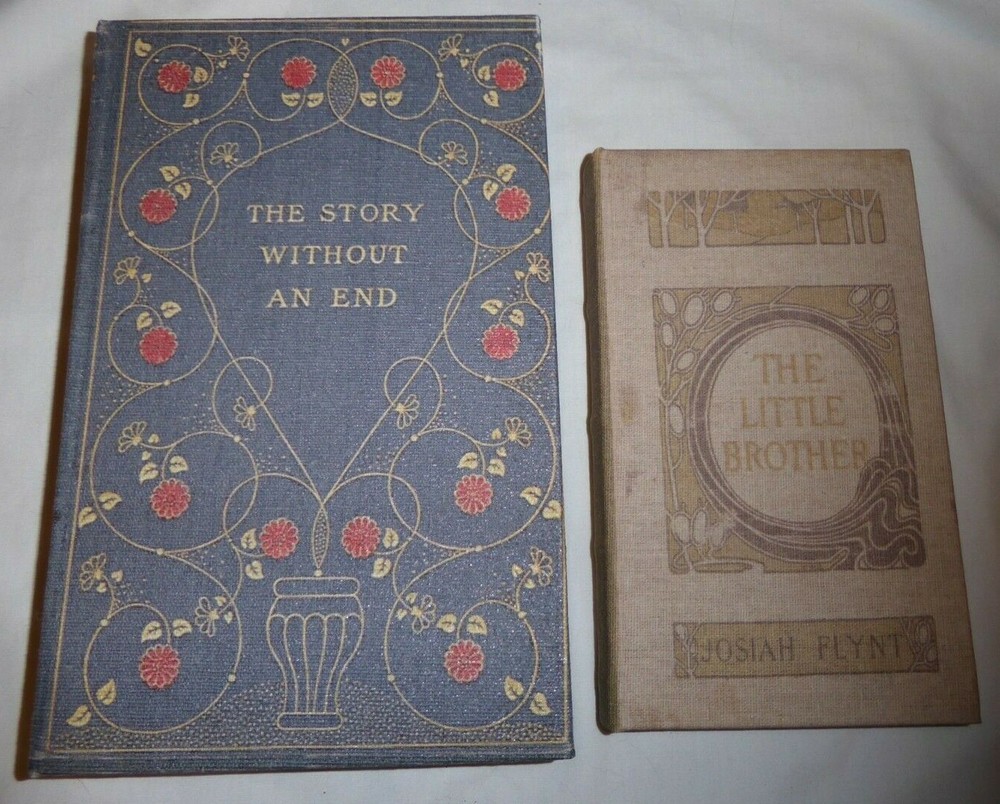 THE STORY
WITHOUT
AN END
THE
LITTLE
BROTHER
JOSIAH FLYNT